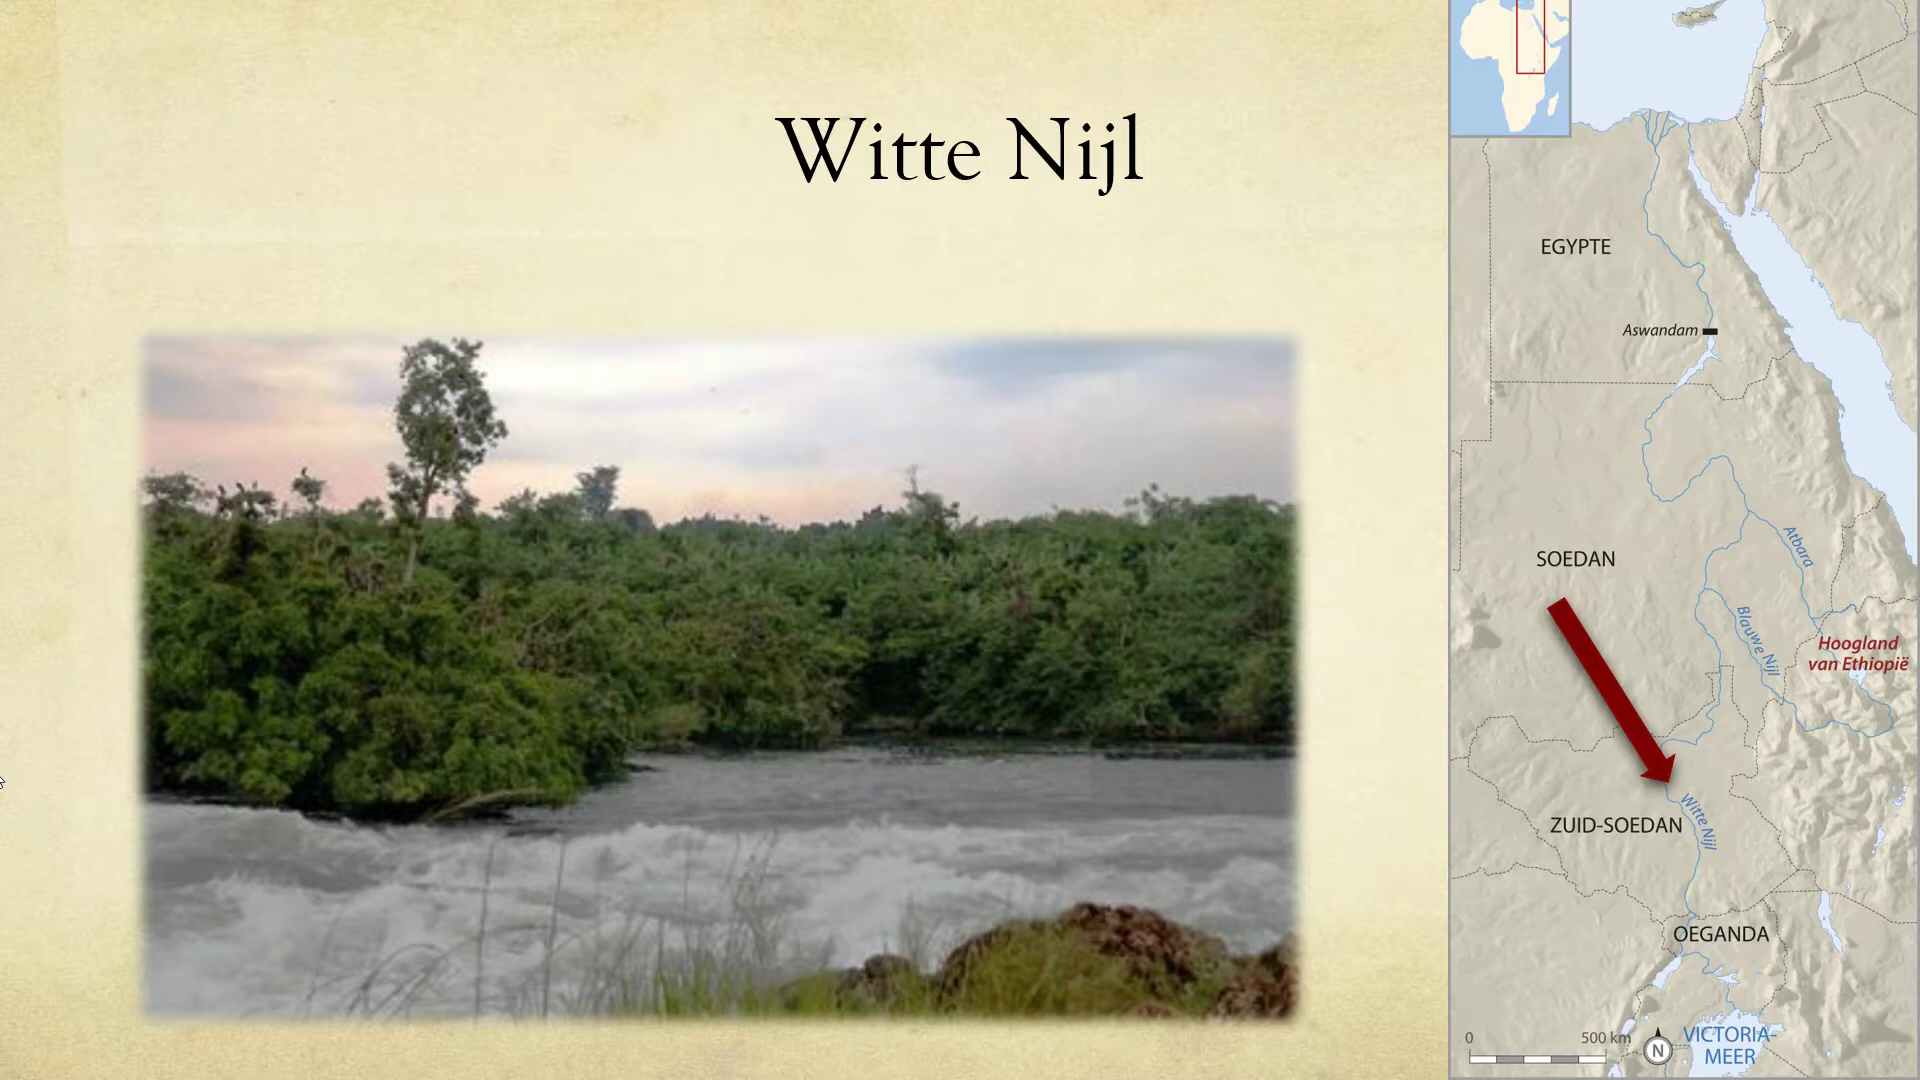 Witte Nijl
EGYPTE
Aswandam
SOEDAN
Atbara
Blauwe Nijl
Hoogland
van Ethiopië
Witte Nijl
ZUID-SOEDAN
OEGANDA
0 500 km
N
VICTORIA-
MEER